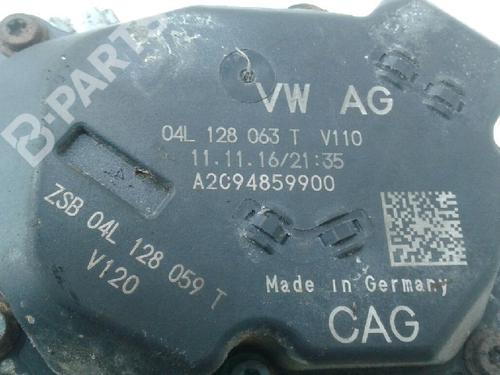 B-PARTS
VW AG
04L 128 063 T V110
11.11.16/21:35
A2C94859900
ZSB 04L 128 059 T
V120
Made in Germany
CAG